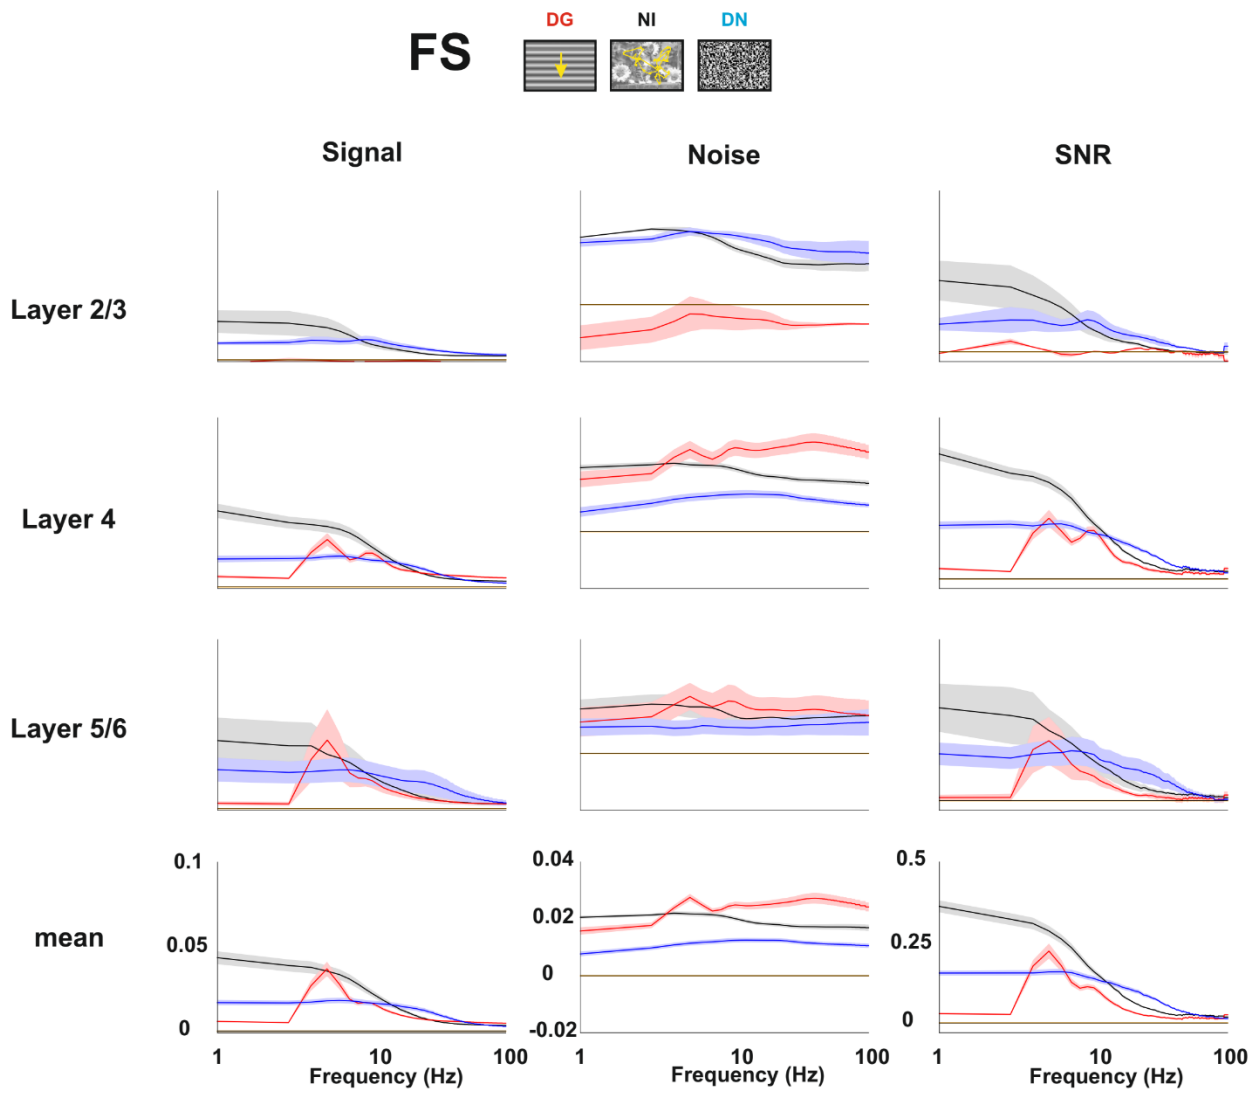 FS
DG NI DN
Signal Noise SNR
Layer 2/3
Layer 4
Layer 5/6
mean
0.1
0.05
0
0.04
0.02
0
-0.02
0.5
0.25
0
1 10 100 1 10 100 1 10 100
Frequency (Hz) Frequency (Hz) Frequency (Hz)